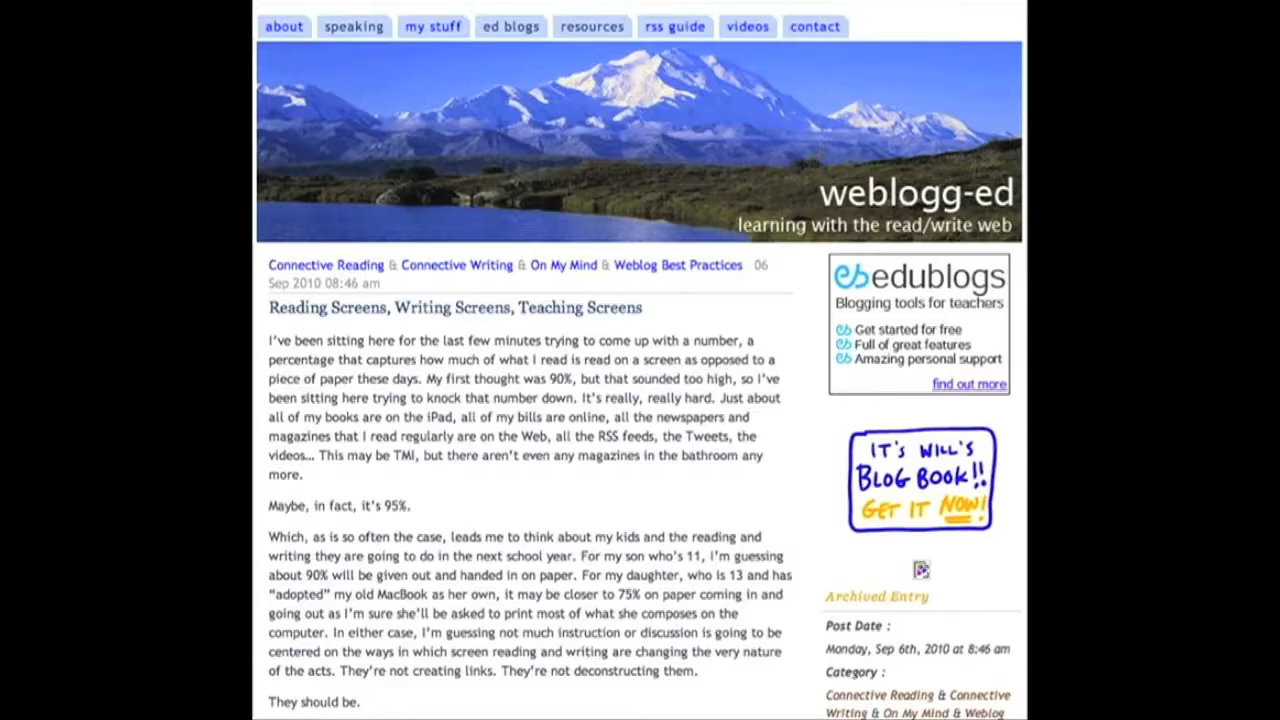 about speaking my stuff ed blogs resources rss guide videos contact
weblogg-ed
learning with the read/write web
Connective Reading & Connective Writing & On My Mind & Weblog Best Practices 06
Sep 2010 08:46 am
Reading Screens, Writing Screens, Teaching Screens
I've been sitting here for the last few minutes trying to come up with a number, a
percentage that captures how much of what I read is read on a screen as opposed to a
piece of paper these days. My first thought was 90%, but that sounded too high, so I've
been sitting here trying to knock that number down. It's really, really hard. Just about
all of my books are on the iPad, all of my bills are online, all the newspapers and
magazines that I read regularly are on the Web, all the RSS feeds, the Tweets, the
videos... This may be TMI, but there aren't even any magazines in the bathroom any
more.
Maybe, in fact, it's 95%.
Which, as is so often the case, leads me to think about my kids and the reading and
writing they are going to do in the next school year. For my son who's 11, I'm guessing
about 90% will be given out and handed in on paper. For my daughter, who is 13 and has
"adopted" my old MacBook as her own, it may be closer to 75% on paper coming in and
going out as I'm sure she'll be asked to print most of what she composes on the
computer. In either case, I'm guessing not much instruction or discussion is going to be
centered on the ways in which screen reading and writing are changing the very nature
of the acts. They're not creating links. They're not deconstructing them.
They should be.
edublogs
Blogging tools for teachers
Get started for free
Full of great features
Amazing personal support
find out more
IT'S WILL'S
BLOG BOOK!!
GET IT NOW!
Archived Entry
Post Date :
Monday, Sep 6th, 2010 at 8:46 am
Category :
Connective Reading & Connective
Writing & On My Mind & Weblog